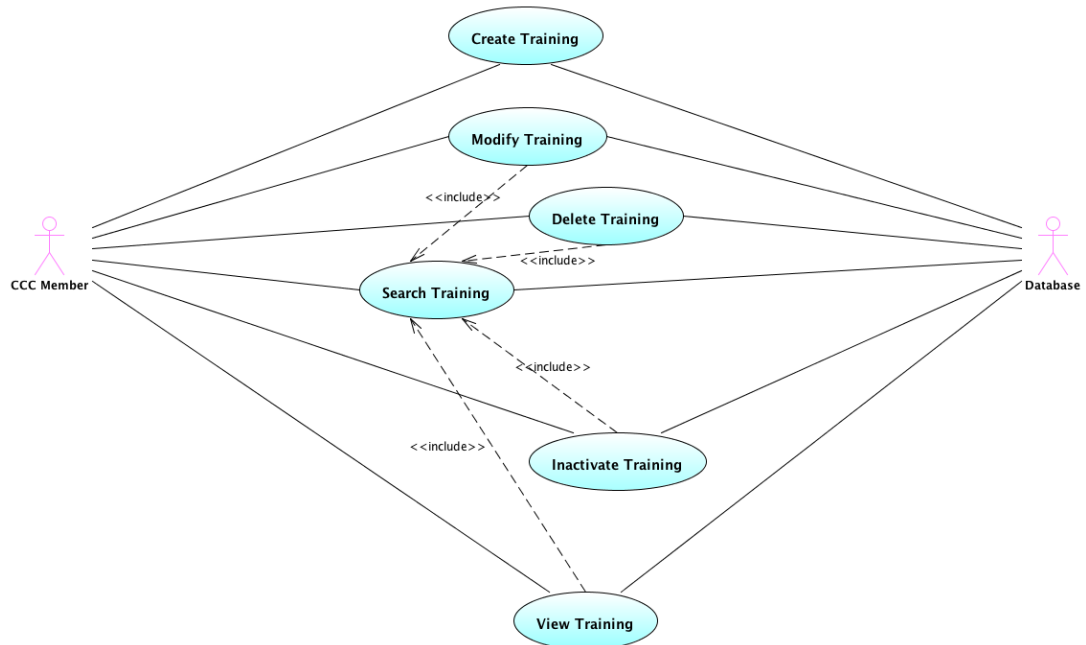 Create Training
Modify Training
<<include>>
Delete Training
<<include>>
CCC Member
Database
Search Training
<<include>>
<<include>>
Inactivate Training
View Training